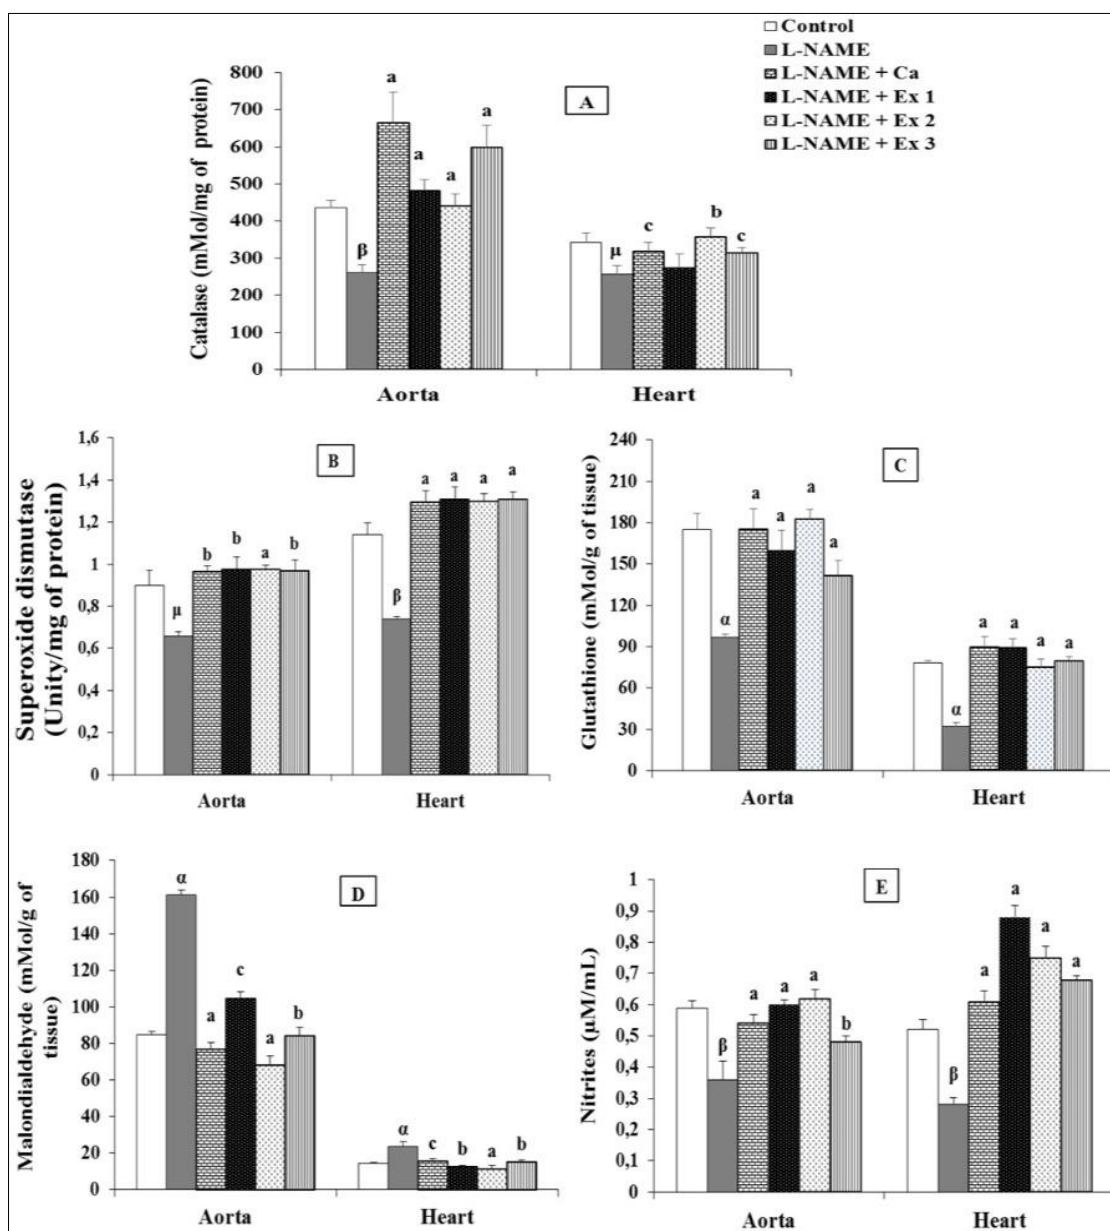 Control
L-NAME
L-NAME + Ca
L-NAME + Ex 1
L-NAME + Ex 2
L-NAME + Ex 3
A
Catalase (mMol/mg of protein)
800
700
600
500
400
300
200
100
0
β
a
a
a
a
μ
c
b
c
Aorta
Heart
B
Superoxide dismutase
(Unity/mg of protein)
1,6
1,4
1,2
1
0,8
0,6
0,4
0,2
0
μ
b
b
a
b
β
a
a
a
a
Aorta
Heart
C
Glutathione (mMol/g of tissue)
240
210
180
150
120
90
60
30
0
α
a
a
a
a
α
a
a
a
a
Aorta
Heart
D
Malondialdehyde (mMol/g of
tissue)
180
160
140
120
100
80
60
40
20
0
α
a
c
a
b
α
c
b
a
b
Aorta
Heart
E
Nitrites (μM/mL)
1
0,9
0,8
0,7
0,6
0,5
0,4
0,3
0,2
0,1
0
β
a
a
a
b
β
a
a
a
a
Aorta
Heart